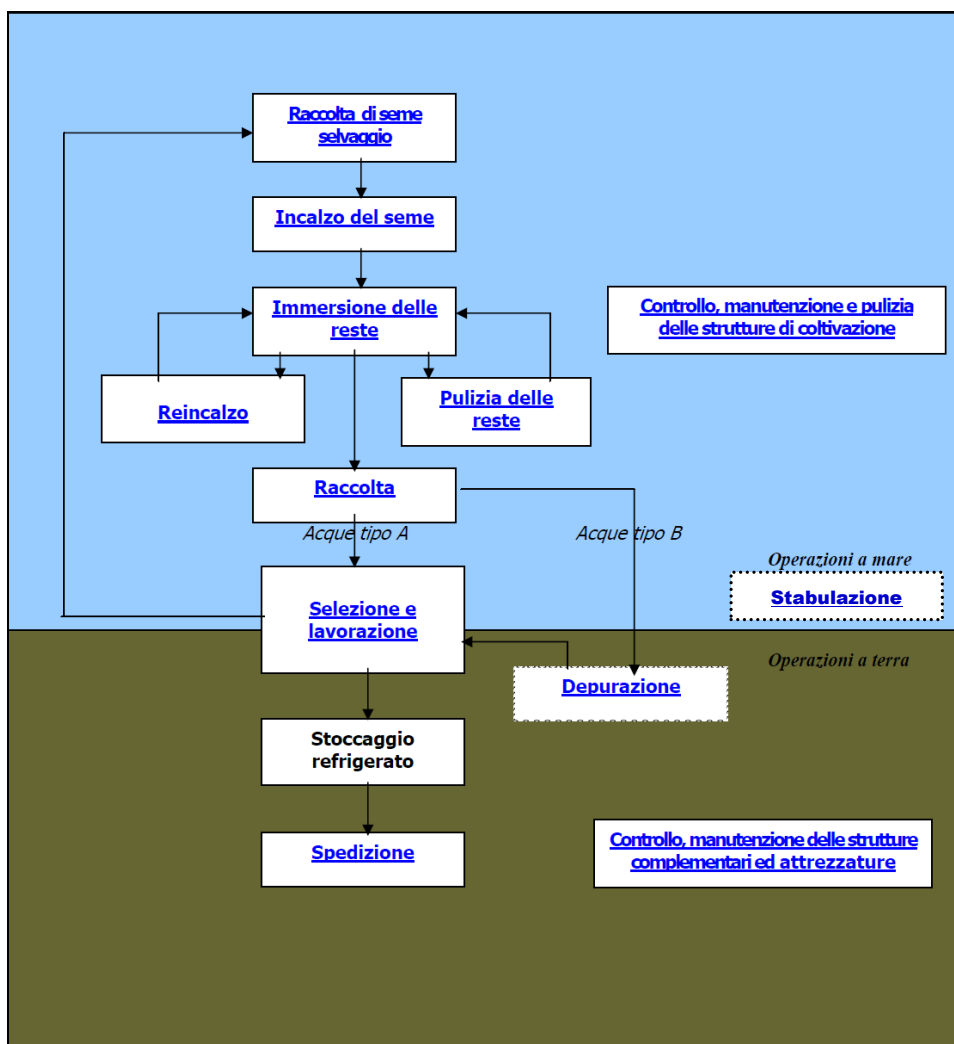 Raccolta di seme
selvaggio
Incalzo del seme
Immersione delle
reste
Controllo, manutenzione e pulizia
delle strutture di coltivazione
Reincalzo
Pulizia delle
reste
Raccolta
Acque tipo A
Acque tipo B
Operazioni a mare
Stabulazione
Selezione e
lavorazione
Operazioni a terra
Depurazione
Stoccaggio
refrigerato
Spedizione
Controllo, manutenzione delle strutture
complementari ed attrezzature